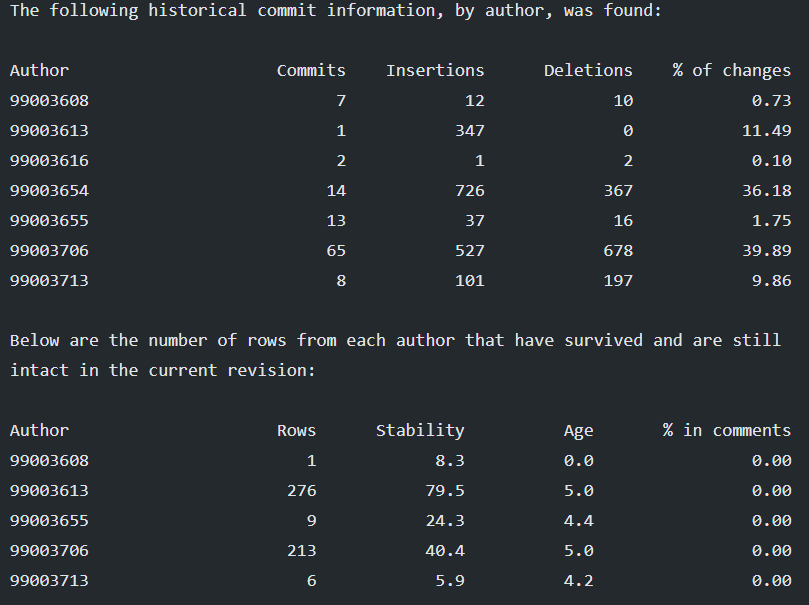 The following historical commit information, by author, was found:
Author Commits Insertions Deletions % of changes
99003608 7 12 10 0.73
99003613 1 347 0 11.49
99003616 2 1 2 0.10
99003654 14 726 367 36.18
99003655 13 37 16 1.75
99003706 65 527 678 39.89
99003713 8 101 197 9.86
Below are the number of rows from each author that have survived and are still
intact in the current revision:
Author Rows Stability Age % in comments
99003608 1 8.3 0.0 0.00
99003613 276 79.5 5.0 0.00
99003655 9 24.3 4.4 0.00
99003706 213 40.4 5.0 0.00
99003713 6 5.9 4.2 0.00